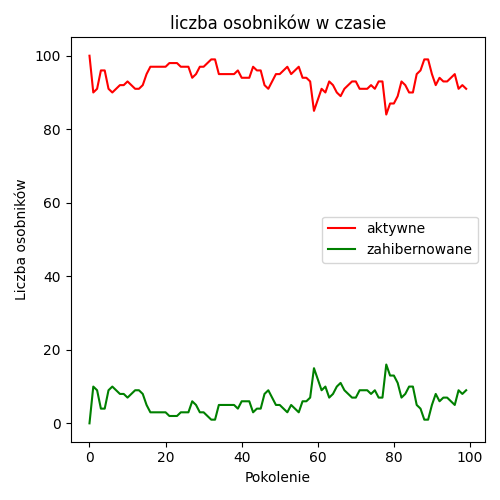 liczba osobników w czasie
Liczba osobników
100
80
60
40
20
0
aktywne
zahibernowane
0 20 40 60 80 100
Pokolenie